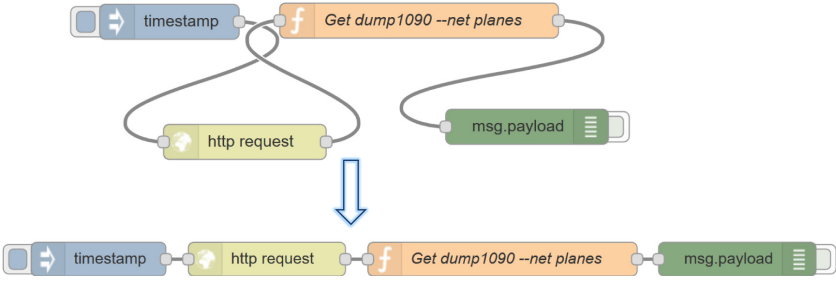 timestamp
Get dump1090 --net planes
http request
msg.payload
timestamp
http request
Get dump1090 --net planes
msg.payload